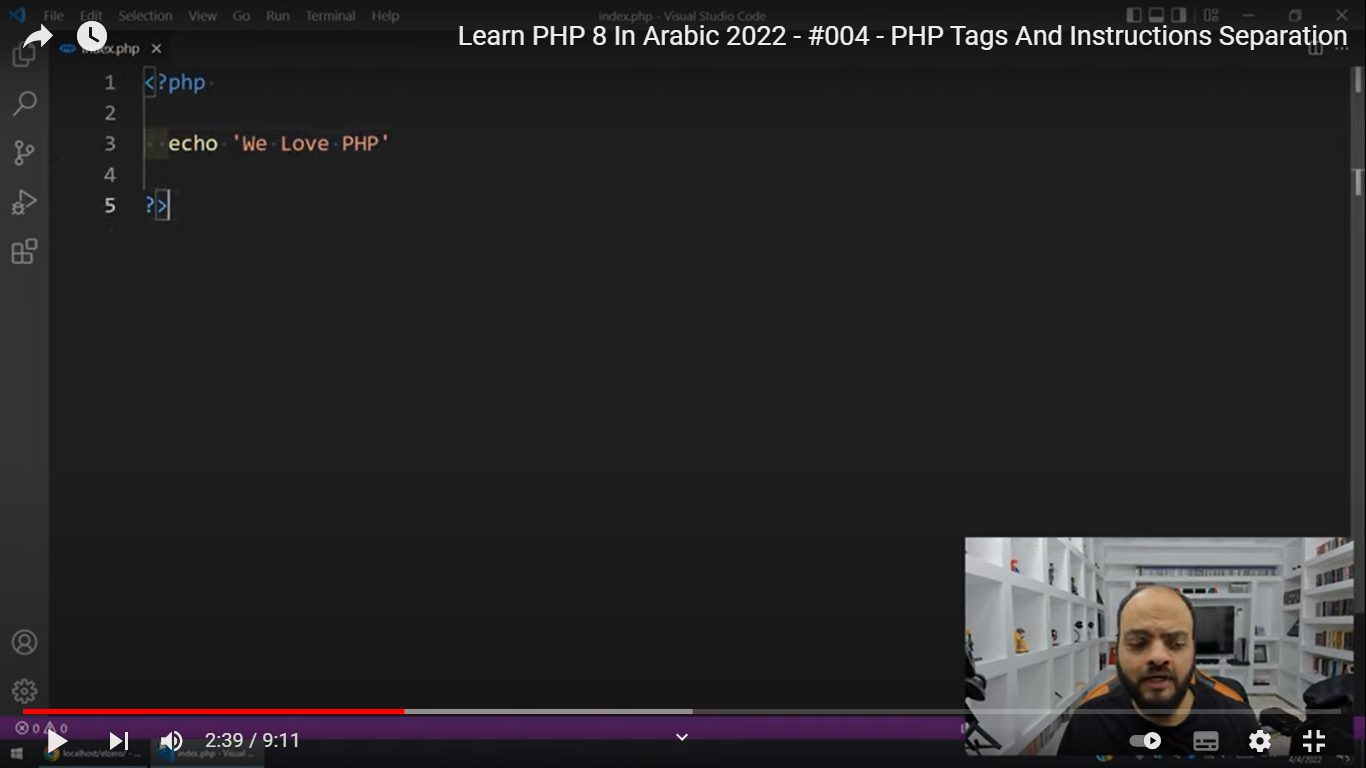 File Edit Selection View Go Run Terminal Help
index.php - Visual Studio Code
Learn PHP 8 In Arabic 2022 - #004 - PHP Tags And Instructions Separation
index.php
1 <?php
2
3 echo 'We Love PHP'
4
5 ?>
0 0
2:39 / 9:11
localhost/elzero/ - ...
index.php - Visual ...
4/4/2022